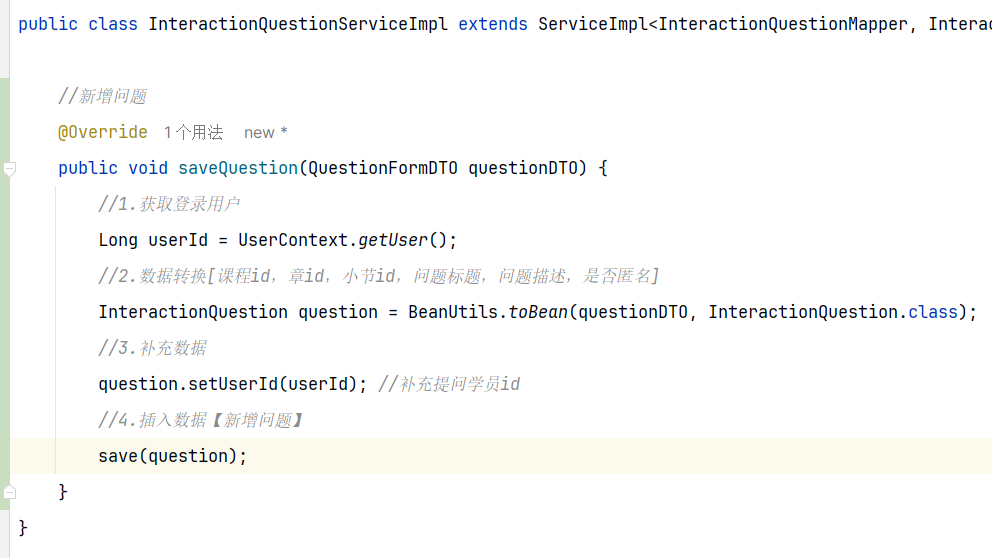 public class InteractionQuestionServiceImpl extends ServiceImpl<InteractionQuestionMapper, Interac
//新增问题
@Override 1个用法 new *
public void saveQuestion(QuestionFormDTO questionDTO) {
//1.获取登录用户
Long userId = UserContext.getUser();
//2.数据转换[课程id，章id，小节id，问题标题，问题描述，是否匿名]
InteractionQuestion question = BeanUtils.toBean(questionDTO, InteractionQuestion.class);
//3.补充数据
question.setUserId(userId); //补充提问学员id
//4.插入数据【新增问题】
save(question);
}
}